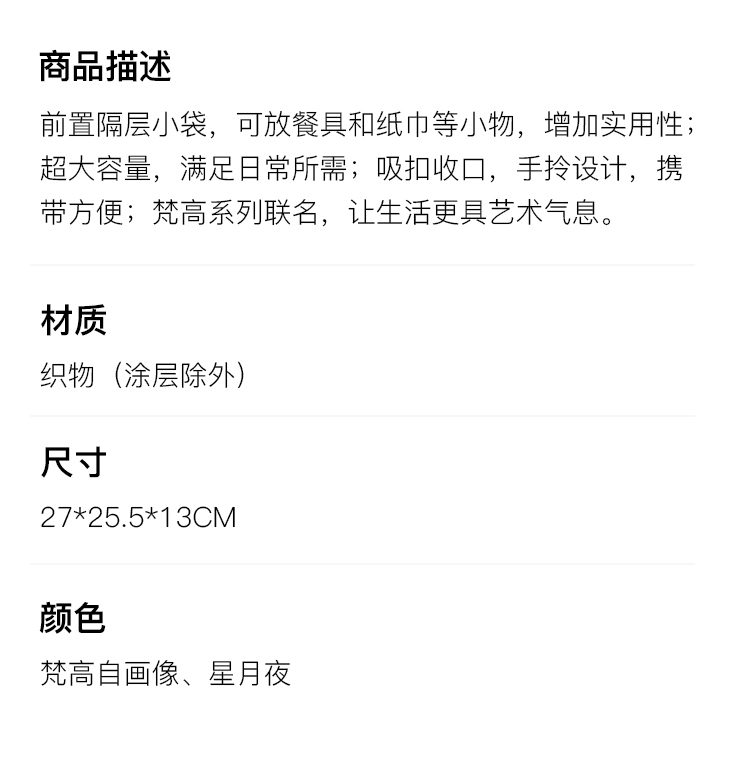 商品描述
前置隔层小袋，可放餐具和纸巾等小物，增加实用性；
超大容量，满足日常所需；吸扣收口，手拎设计，携
带方便；梵高系列联名，让生活更具艺术气息。
材质
织物（涂层除外）
尺寸
27*25.5*13CM
颜色
梵高自画像、星月夜